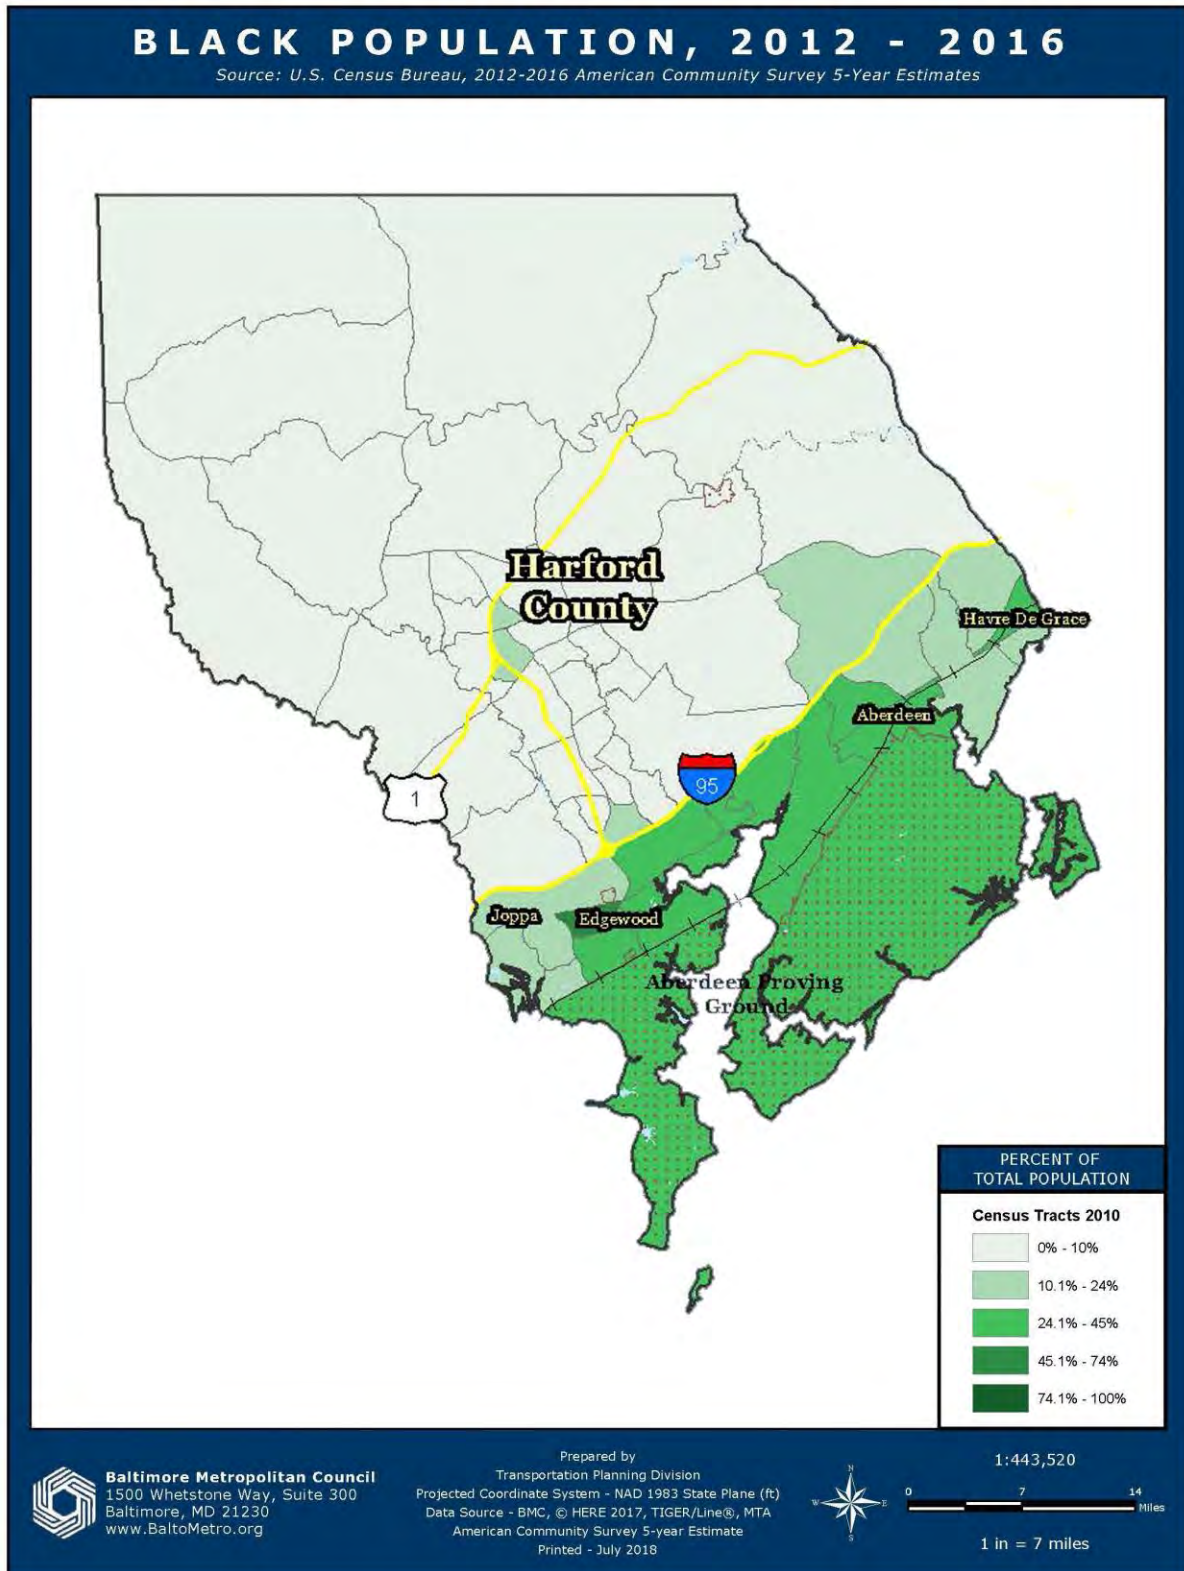 BLACK POPULATION, 2012 - 2016
Source: U.S. Census Bureau, 2012-2016 American Community Survey 5-Year Estimates
Harford
County
Havre De Grace
Aberdeen
95
1
Joppa
Edgewood
Aberdeen Proving
Ground
PERCENT OF
TOTAL POPULATION
Census Tracts 2010
0% - 10%
10.1% - 24%
24.1% - 45%
45.1% - 74%
74.1% - 100%
Baltimore Metropolitan Council
1500 Whetstone Way, Suite 300
Baltimore, MD 21230
www.BaltoMetro.org
Prepared by
Transportation Planning Division
Projected Coordinate System - NAD 1983 State Plane (ft)
Data Source - BMC, © HERE 2017, TIGER/Line®, MTA
American Community Survey 5-year Estimate
Printed - July 2018
N
W E
S
1:443,520
0 7 14
Miles
1 in = 7 miles